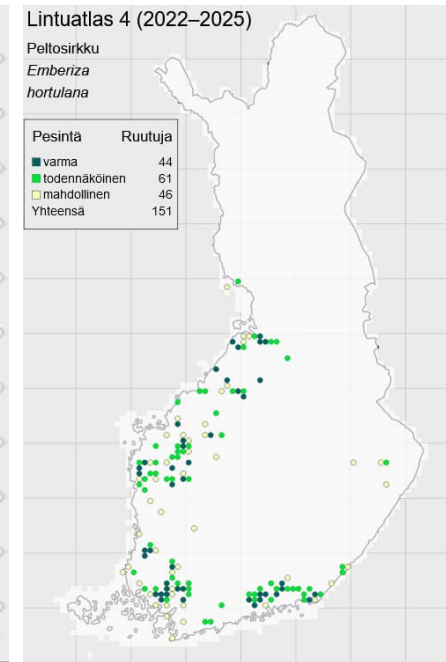 Lintuatlas 4 (2022–2025)
Peltosirkku
Emberiza
hortulana
Pesintä Ruutuja
varma 44
todennäköinen 61
mahdollinen 46
Yhteensä 151